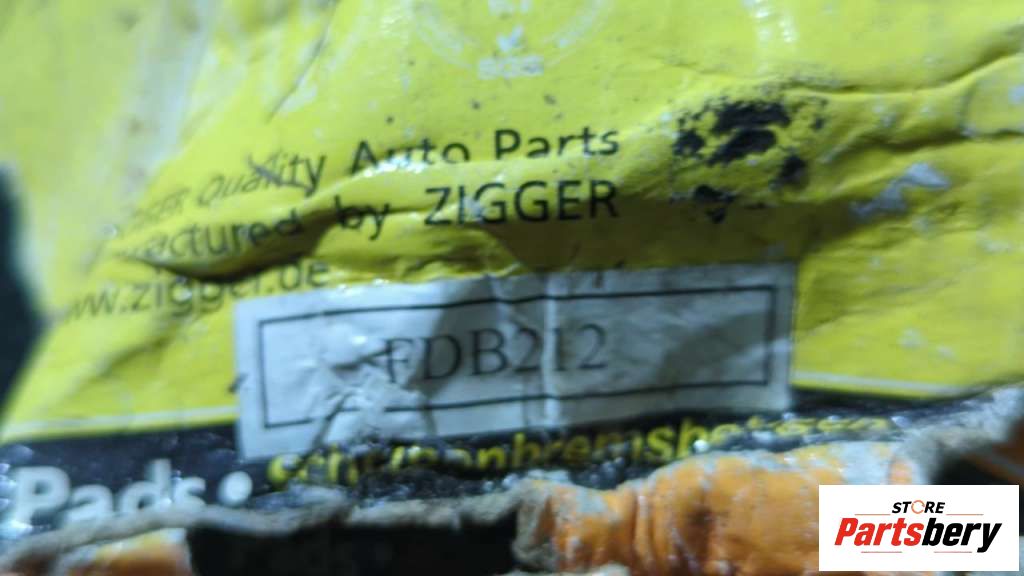 Quality Auto Parts
by ZIGGER
www.zigger.de
FDB212
Pads •
STORE
Partsbery